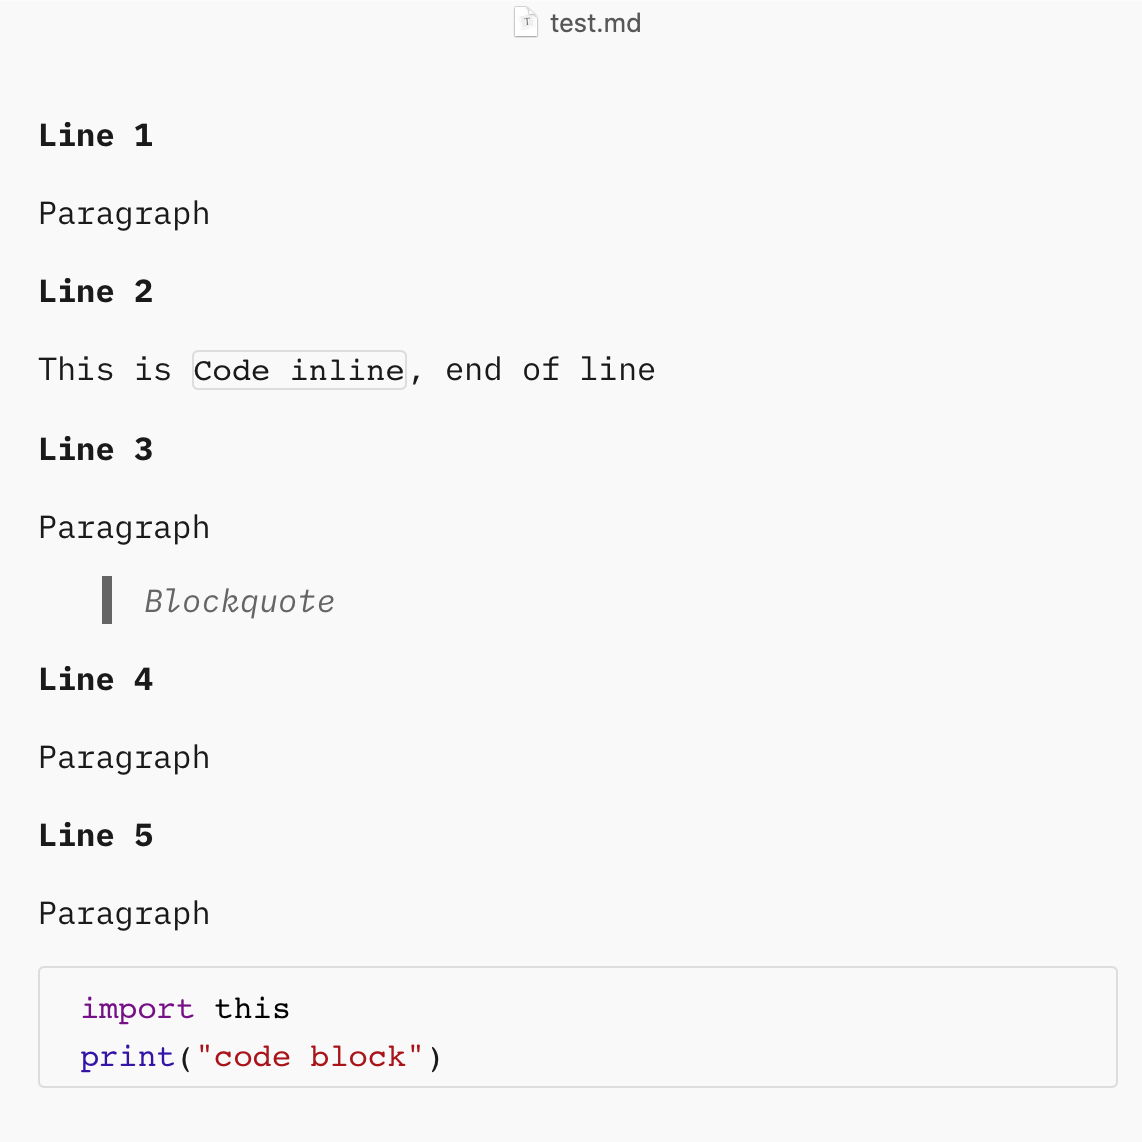 test.md
Line 1
Paragraph
Line 2
This is Code inline, end of line
Line 3
Paragraph
Blockquote
Line 4
Paragraph
Line 5
Paragraph
import this
print("code block")